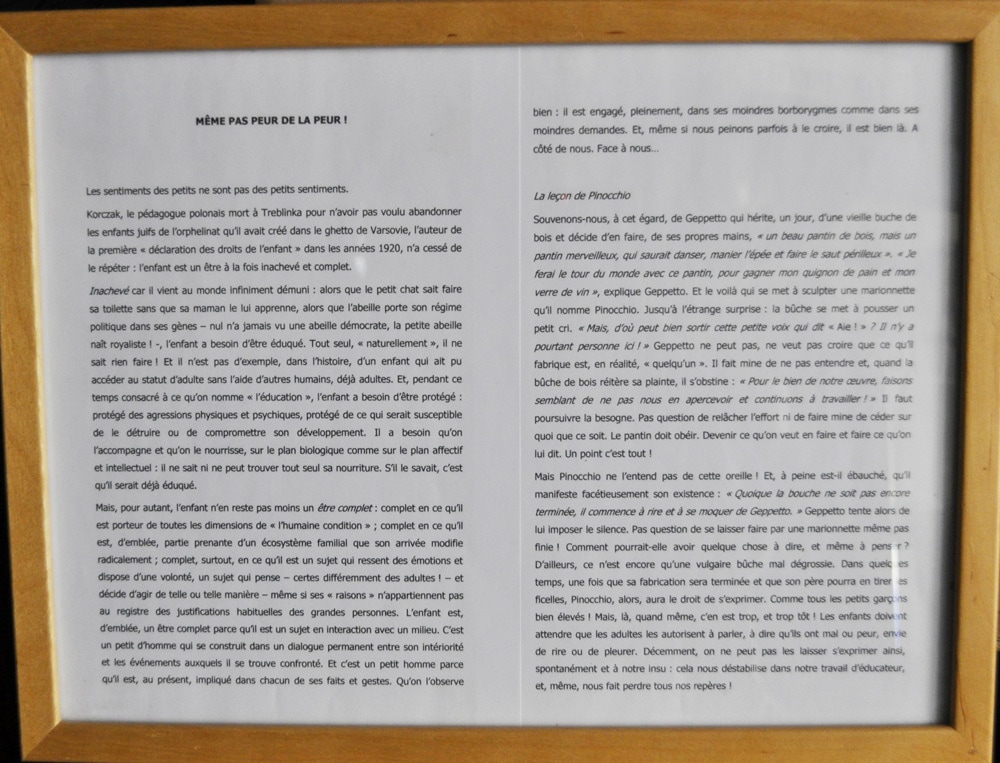 MÊME PAS PEUR DE LA PEUR !
Les sentiments des petits ne sont pas des petits sentiments.
Korczak, le pédagogue polonais mort à Treblinka pour n'avoir pas voulu abandonner
les enfants juifs de l'orphelinat qu'il avait créé dans le ghetto de Varsovie, l'auteur de
la première « déclaration des droits de l'enfant » dans les années 1920, n'a cessé de
le répéter : l'enfant est un être à la fois inachevé et complet.
Inachevé car il vient au monde infiniment démuni : alors que le petit chat sait faire
sa toilette sans que sa maman le lui apprenne, alors que l'abeille porte son régime
politique dans ses gènes – nul n'a jamais vu une abeille démocrate, la petite abeille
naît royaliste ! -, l'enfant a besoin d'être éduqué. Tout seul, « naturellement », il ne
sait rien faire ! Et il n'est pas d'exemple, dans l'histoire, d'un enfant qui ait pu
accéder au statut d'adulte sans l'aide d'autres humains, déjà adultes. Et, pendant ce
temps consacré à ce qu'on nomme « l'éducation », l'enfant a besoin d'être protégé :
protégé des agressions physiques et psychiques, protégé de ce qui serait susceptible
de le détruire ou de compromettre son développement. Il a besoin qu'on
l'accompagne et qu'on le nourrisse, sur le plan biologique comme sur le plan affectif
et intellectuel : il ne sait ni ne peut trouver tout seul sa nourriture. S'il le savait, c'est
qu'il serait déjà éduqué.
Mais, pour autant, l'enfant n'en reste pas moins un être complet : complet en ce qu'il
est porteur de toutes les dimensions de « l'humaine condition » ; complet en ce qu'il
est, d'emblée, partie prenante d'un écosystème familial que son arrivée modifie
radicalement ; complet, surtout, en ce qu'il est un sujet qui ressent des émotions et
dispose d'une volonté, un sujet qui pense – certes différemment des adultes ! – et
décide d'agir de telle ou telle manière – même si ses « raisons » n'appartiennent pas
au registre des justifications habituelles des grandes personnes. L'enfant est,
d'emblée, un être complet parce qu'il est un sujet en interaction avec un milieu. C'est
un petit d'homme qui se construit dans un dialogue permanent entre son intériorité
et les événements auxquels il se trouve confronté. Et c'est un petit homme parce
qu'il est, au présent, impliqué dans chacun de ses faits et gestes. Qu'on l'observe
bien : il est engagé, pleinement, dans ses moindres borborygmes comme dans ses
moindres demandes. Et, même si nous peinons parfois à le croire, il est bien là. A
côté de nous. Face à nous...
La leçon de Pinocchio
Souvenons-nous, à cet égard, de Geppetto qui hérite, un jour, d'une vieille buche de
bois et décide d'en faire, de ses propres mains, « un beau pantin de bois, mais un
pantin merveilleux, qui saurait danser, manier l'épée et faire le saut périlleux ». « Je
ferai le tour du monde avec ce pantin, pour gagner mon quignon de pain et mon
verre de vin », explique Geppetto. Et le voilà qui se met à sculpter une marionnette
qu'il nomme Pinocchio. Jusqu'à l'étrange surprise : la bûche se met à pousser un
petit cri. « Mais, d'où peut bien sortir cette petite voix qui dit « Aie ! » ? Il n'y a
pourtant personne ici ! » Geppetto ne peut pas, ne veut pas croire que ce qu'il
fabrique est, en réalité, « quelqu'un ». Il fait mine de ne pas entendre et, quand la
bûche de bois réitère sa plainte, il s'obstine : « Pour le bien de notre œuvre, faisons
semblant de ne pas nous en apercevoir et continuons à travailler ! » Il faut
poursuivre la besogne. Pas question de relâcher l'effort ni de faire mine de céder sur
quoi que ce soit. Le pantin doit obéir. Devenir ce qu'on veut en faire et faire ce qu'on
lui dit. Un point c'est tout !
Mais Pinocchio ne l'entend pas de cette oreille ! Et, à peine est-il ébauché, qu'il
manifeste facétieusement son existence : « Quoique la bouche ne soit pas encore
terminée, il commence à rire et à se moquer de Geppetto. » Geppetto tente alors de
lui imposer le silence. Pas question de se laisser faire par une marionnette même pas
finie ! Comment pourrait-elle avoir quelque chose à dire, et même à penser ?
D'ailleurs, ce n'est encore qu'une vulgaire bûche mal dégrossie. Dans quelques
temps, une fois que sa fabrication sera terminée et que son père pourra en tirer les
ficelles, Pinocchio, alors, aura le droit de s'exprimer. Comme tous les petits garçons
bien élevés ! Mais, là, quand même, c'en est trop, et trop tôt ! Les enfants doivent
attendre que les adultes les autorisent à parler, à dire qu'ils ont mal ou peur, envie
de rire ou de pleurer. Décemment, on ne peut pas les laisser s'exprimer ainsi,
spontanément et à notre insu : cela nous déstabilise dans notre travail d'éducateur,
et, même, nous fait perdre tous nos repères !